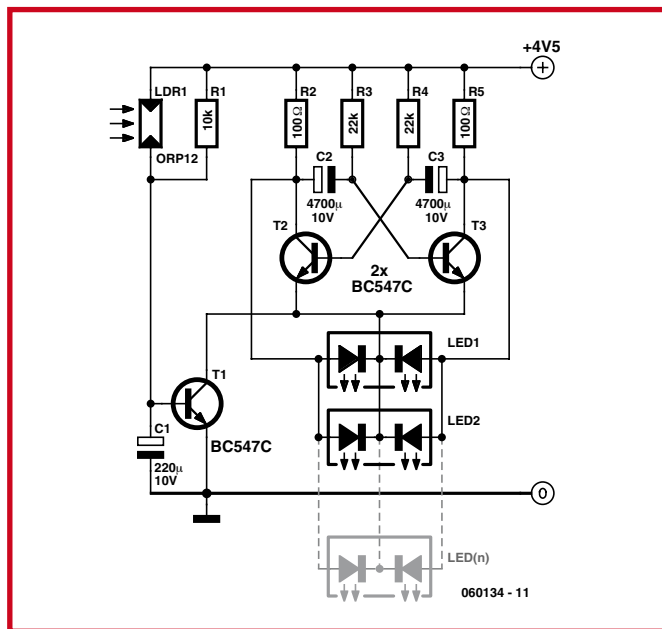 +4V5
LDR1
R1
R2
R3
R4
R5
10k
100Ω
22k
22k
100Ω
ORP12
C2
C3
4700µ
10V
4700µ
10V
T2
T3
2x
BC547C
LED1
T1
LED2
BC547C
C1
220µ
10V
0
LED(n)
060134 - 11